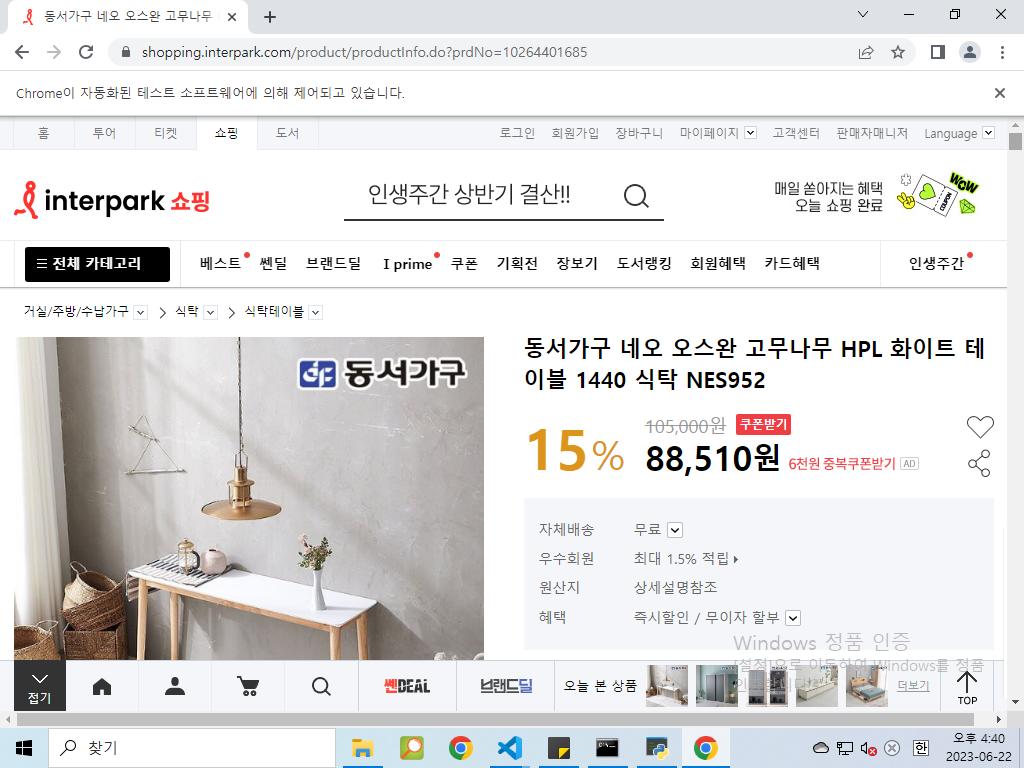 동서가구 네오 오스완 고무나무
shopping.interpark.com/product/productInfo.do?prdNo=10264401685
Chrome이 자동화된 테스트 소프트웨어에 의해 제어되고 있습니다.
홈 투어 티켓 쇼핑 도서 로그인 회원가입 장바구니 마이페이지 고객센터 판매자매니저 Language
interpark 쇼핑
인생주간 상반기 결산!!
매일 쏟아지는 혜택
오늘 쇼핑 완료
WOW
COUPON
전체 카테고리 베스트 쎈딜 브랜드딜 I prime 쿠폰 기획전 장보기 도서랭킹 회원혜택 카드혜택 인생주간
거실/주방/수납가구 식탁 식탁테이블
동서가구
동서가구 네오 오스완 고무나무 HPL 화이트 테
이블 1440 식탁 NES952
105,000원 쿠폰받기
15% 88,510원 6천원 중복쿠폰받기 AD
자체배송 무료
우수회원 최대 1.5% 적립
원산지 상세설명참조
혜택 즉시할인 / 무이자 할부
Windows 정품 인증
[설정]으로 이동하여 Windows를 정품
접기 쎈DEAL 브랜드딜 오늘 본 상품 더보기 TOP
찾기
한
오후 4:40
2023-06-22